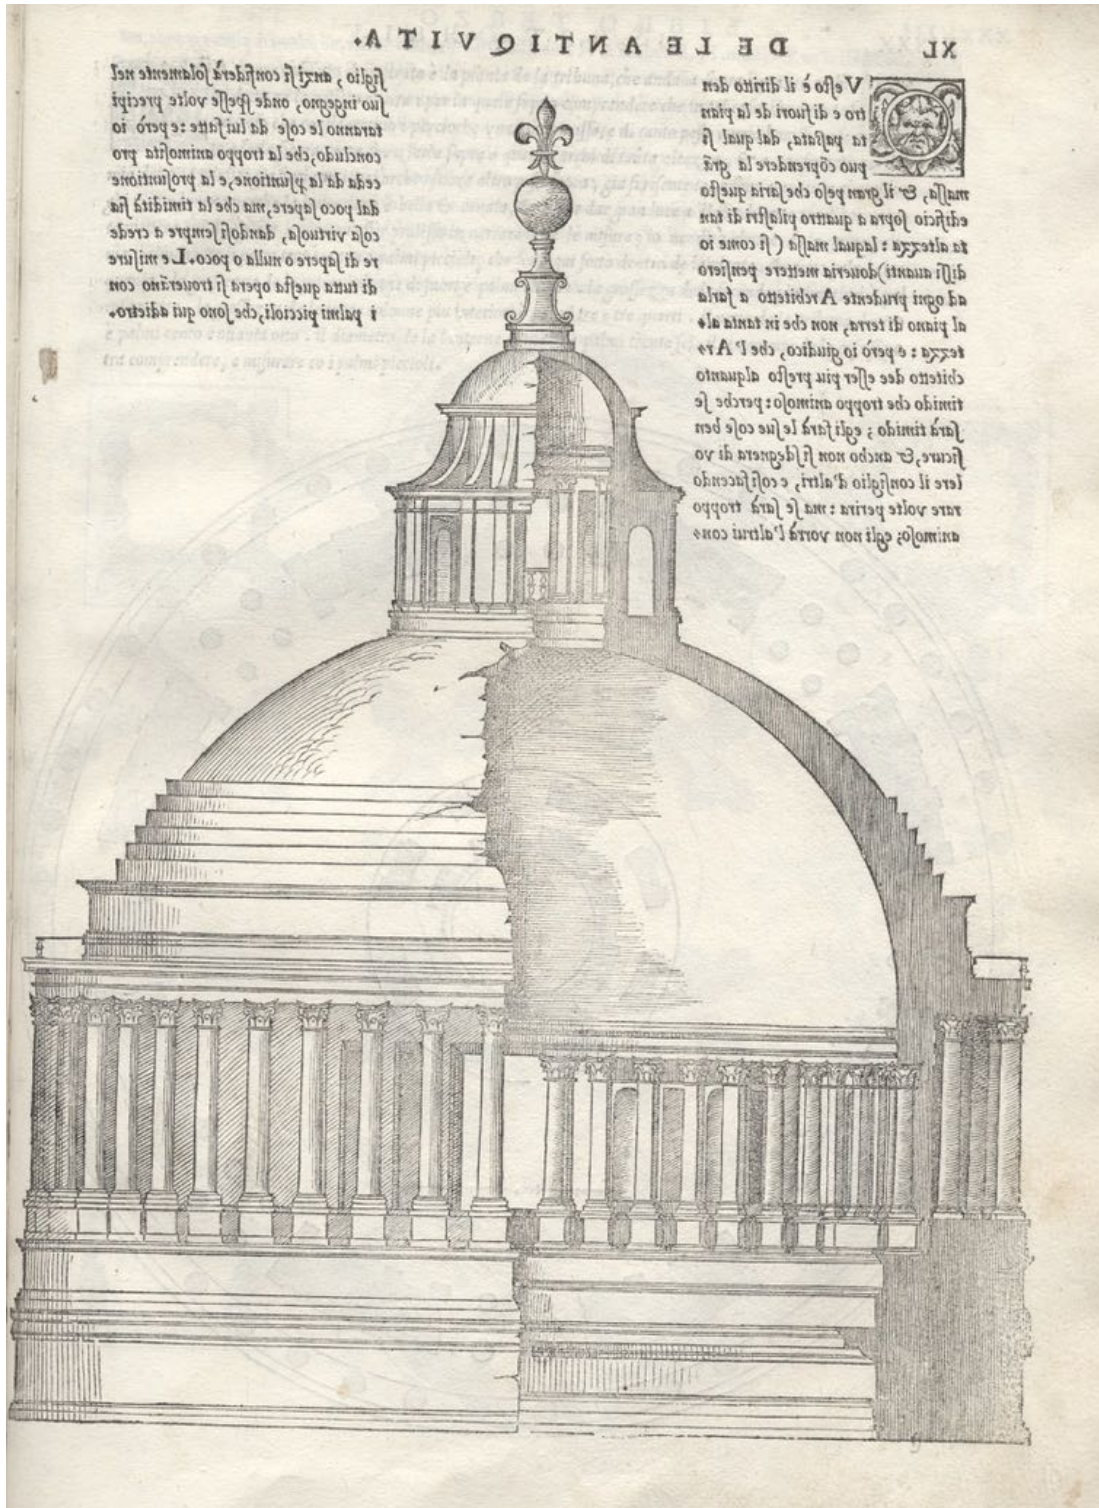 XL
DE LE ANTIQVITA.
Veſto è il diritto den
tro e di fuori de la pian
ta paſſata, dal qual ſi
puo cõprendere la grã
maſſa, & il gran peſo che ſaria queſto
edificio ſopra a quattro pilaſtri di tan
ta altezza: laqual maſſa (ſi come io
diſſi auanti) doueria mettere penſiero
ad ogni prudente Architetto a farla
al piano di terra, non che in tanta al-
tezza: e però io giudico, che l'Ar-
chitetto dee eſſer piu preſto alquanto
timido che troppo animoſo: perche ſe
ſarà timido; egli farà le ſue coſe ben
ſicure, & ancho non ſi ſdegnera di vo
lere il conſiglio d'altri, e coſi facendo
rare volte perira: ma ſe ſarà troppo
animoſo; egli non vorrà l'altrui con-
ſiglio, anzi ſi confiderà ſolamente nel
ſuo ingegno, onde ſpeſſe volte precipi
taranno le coſe da lui fatte: e però io
concludo, che la troppo animoſita pro
ceda da la pſuntione, e la proſuntione
dal poco ſapere, ma che la timidità ſia
coſa virtuoſa, dandoſi ſempre a crede
re di ſapere o nulla o poco. Le miſure
di tutta queſta opera ſi trouerãno con
i palmi piccioli, che ſono qui adietro.